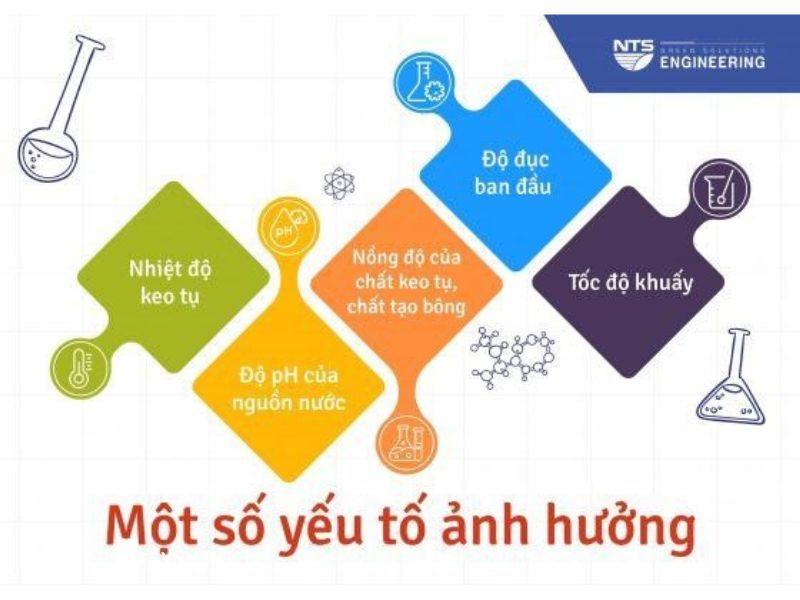 NTS
GREEN SOLUTIONS
ENGINEERING
Độ đục
ban đầu
Nhiệt độ
keo tụ
pH
Nồng độ của
chất keo tụ,
chất tạo bông
Tốc độ khuấy
Độ pH của
nguồn nước
Một số yếu tố ảnh hưởng